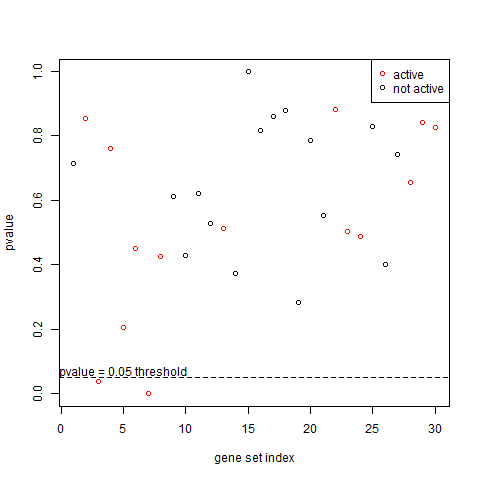 active
not active
1.0
0.8
0.6
0.4
0.2
0.0
pvalue
pvalue = 0.05 threshold
0 5 10 15 20 25 30
gene set index